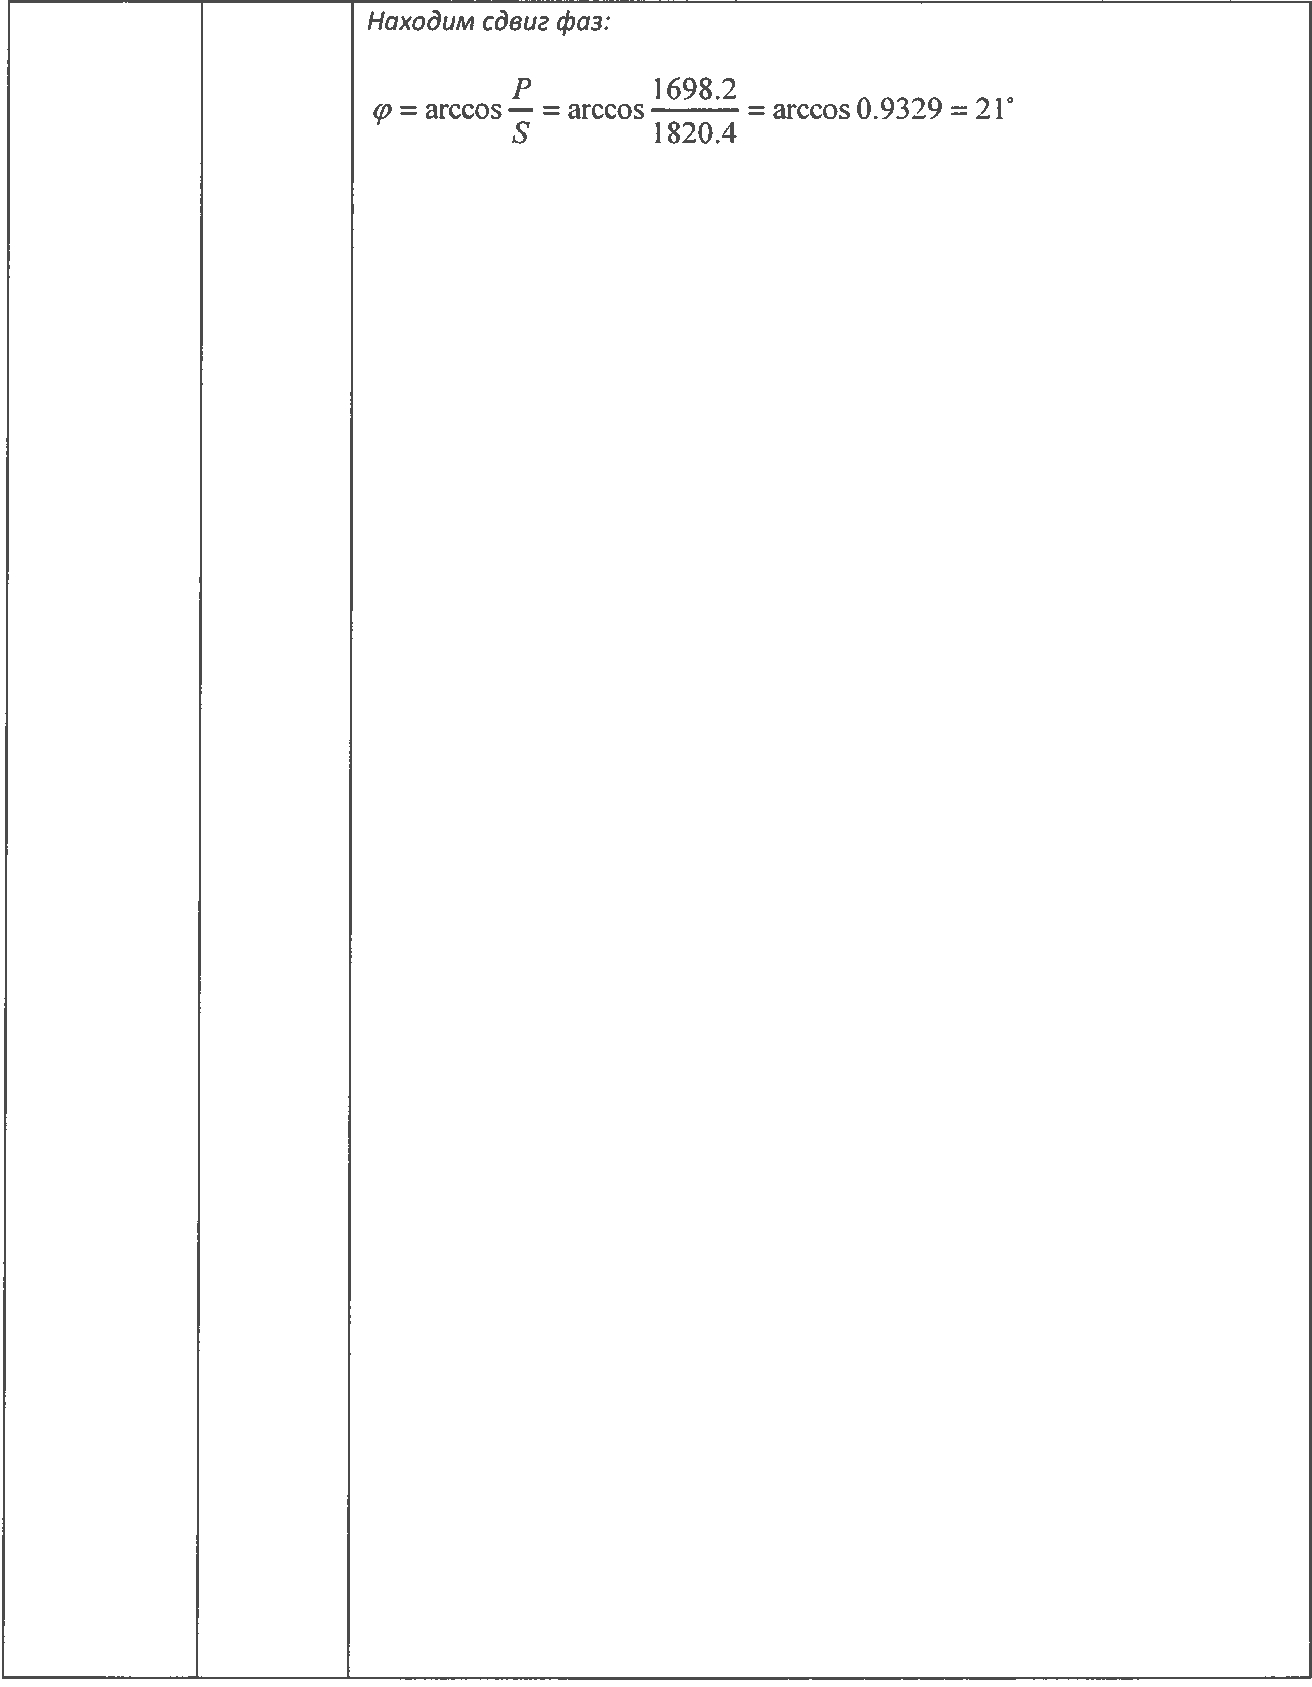 Находим сдвиг фаз:
φ = arccos P/S = arccos 1698.2/1820.4 = arccos 0.9329 = 21°